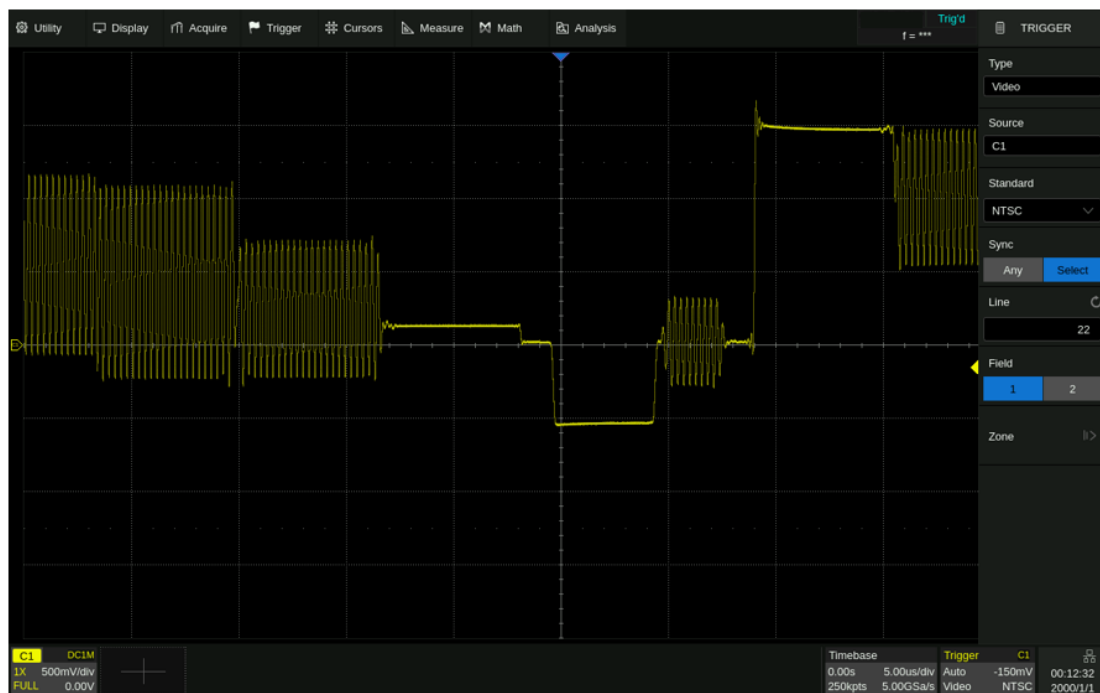 Utility Display Acquire Trigger Cursors Measure Math Analysis
Trig'd
f = ***
TRIGGER
Type
Video
Source
C1
Standard
NTSC
Sync
Any Select
Line
22
Field
1 2
Zone
C1 DC1M
1X 500mV/div
FULL 0.00V
Timebase
0.00s 5.00us/div
250kpts 5.00GSa/s
Trigger C1
Auto -150mV
Video NTSC
00:12:32
2000/1/1